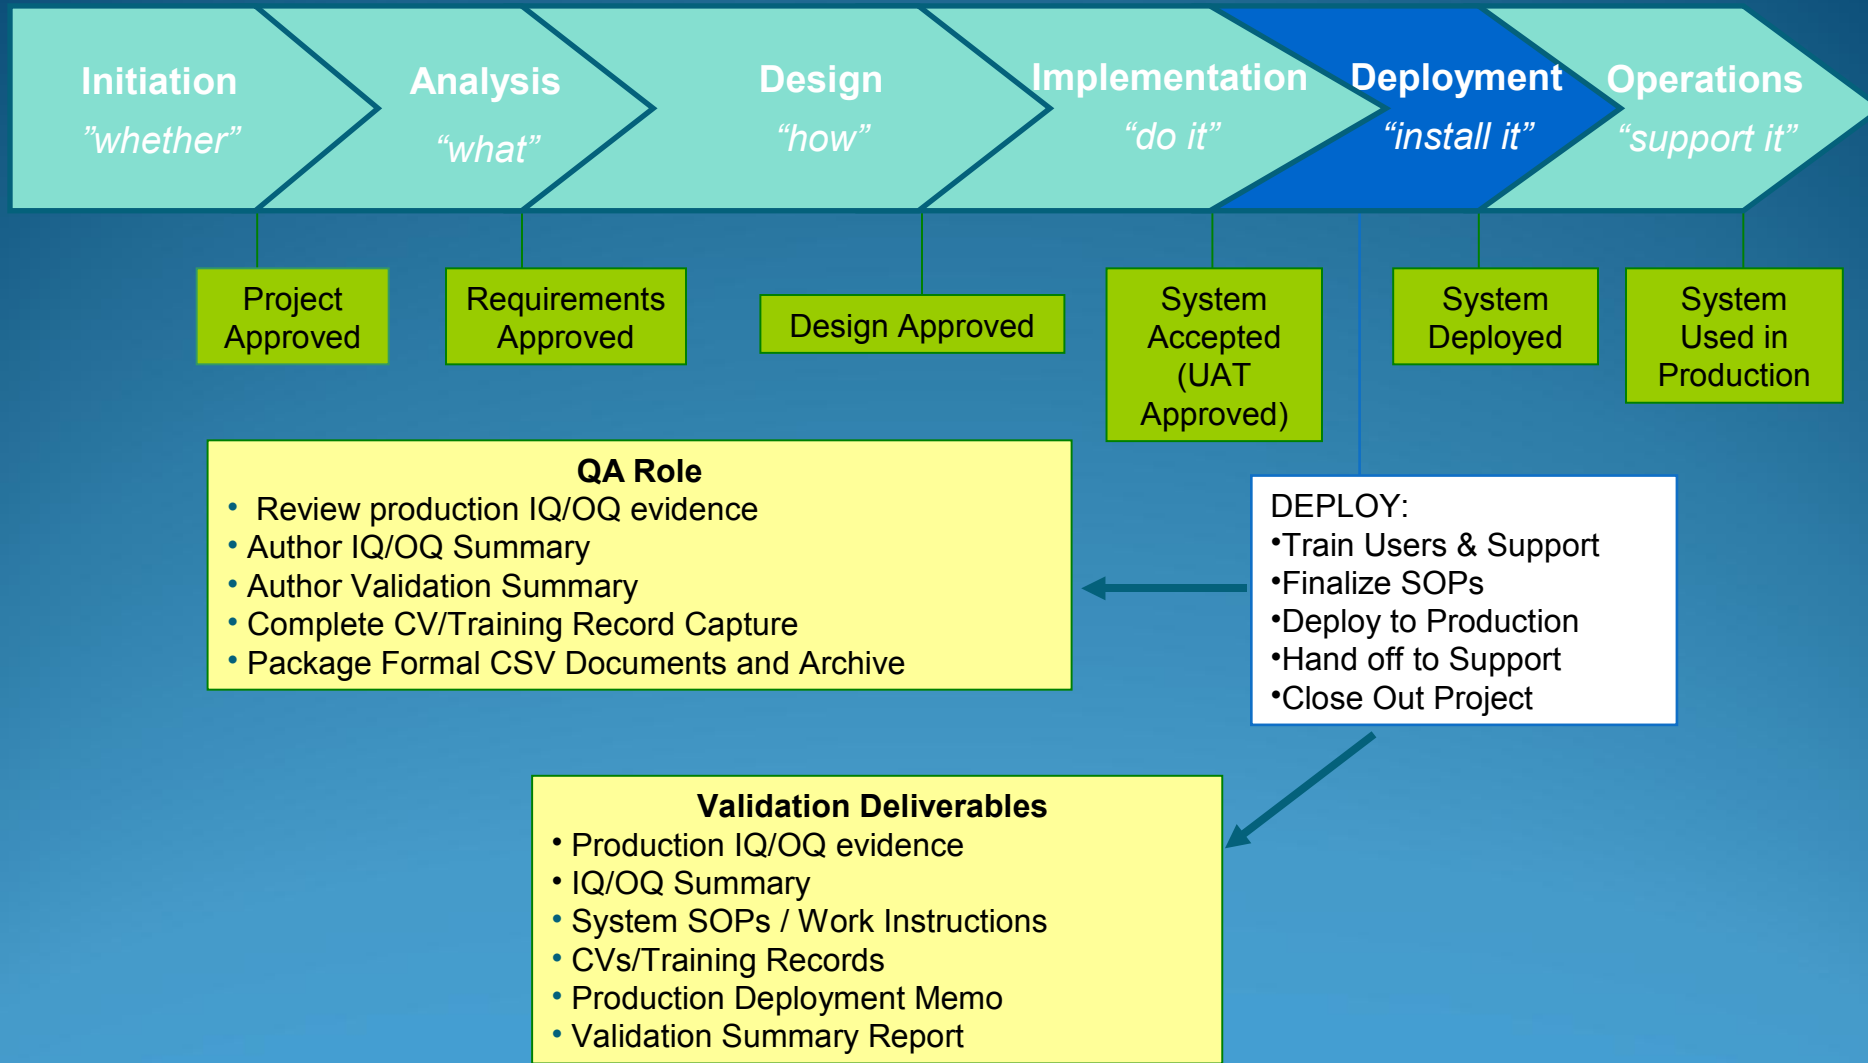 Initiation
”whether”
Analysis
“what”
Design
“how”
Implementation
“do it”
Deployment
“install it”
Operations
“support it”
Project
Approved
Requirements
Approved
Design Approved
System
Accepted
(UAT
Approved)
System
Deployed
System
Used in
Production
QA Role
• Review production IQ/OQ evidence
• Author IQ/OQ Summary
• Author Validation Summary
• Complete CV/Training Record Capture
• Package Formal CSV Documents and Archive
DEPLOY:
•Train Users & Support
•Finalize SOPs
•Deploy to Production
•Hand off to Support
•Close Out Project
Validation Deliverables
• Production IQ/OQ evidence
• IQ/OQ Summary
• System SOPs / Work Instructions
• CVs/Training Records
• Production Deployment Memo
• Validation Summary Report